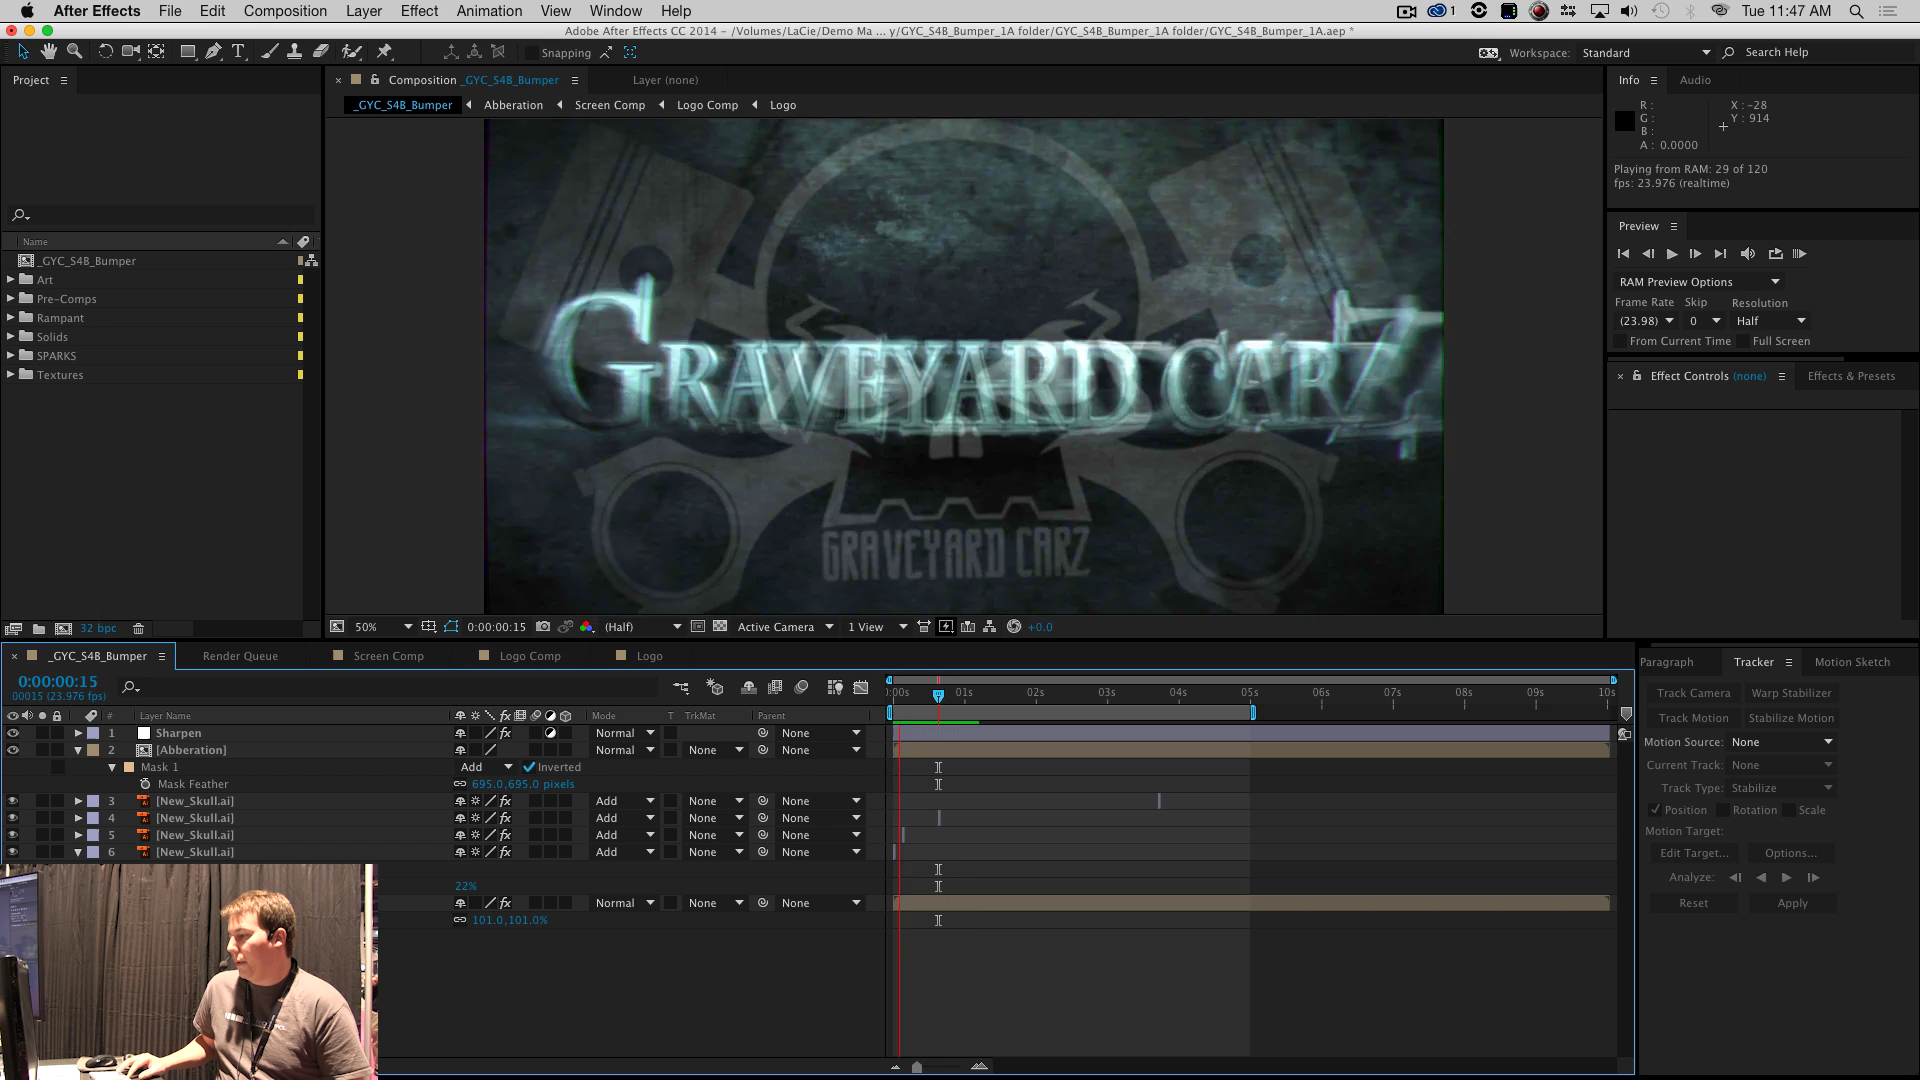 After Effects File Edit Composition Layer Effect Animation View Window Help 1 Tue 11:47 AM
Adobe After Effects CC 2014 – /Volumes/LaCie/Demo Ma ... y/GYC_S4B_Bumper_1A folder/GYC_S4B_Bumper_1A folder/GYC_S4B_Bumper_1A.aep *
Snapping Workspace: Standard Search Help
Project
Composition _GYC_S4B_Bumper Layer (none)
_GYC_S4B_Bumper Abberation Screen Comp Logo Comp Logo
Info Audio
R: X: -28
G: Y: 914
B:
A: 0.0000
Playing from RAM: 29 of 120
fps: 23.976 (realtime)
Name
_GYC_S4B_Bumper
Art
Pre-Comps
Rampant
Solids
SPARKS
Textures
GRAVEYARD CARZ
GRAVEYARD CARZ
Preview
RAM Preview Options
Frame Rate Skip Resolution
(23.98) 0 Half
From Current Time Full Screen
Effect Controls (none) Effects & Presets
32 bpc
50% 0:00:00:15 (Half) Active Camera 1 View +0.0
_GYC_S4B_Bumper Render Queue Screen Comp Logo Comp Logo
0:00:00:15
00015 (23.976 fps)
):00s 01s 02s 03s 04s 05s 06s 07s 08s 09s 10s
# Layer Name Mode T TrkMat Parent
1 Sharpen Normal None
2 [Abberation] Normal None None
Mask 1 Add Inverted
Mask Feather 695.0,695.0 pixels
3 [New_Skull.ai] Add None None
4 [New_Skull.ai] Add None None
5 [New_Skull.ai] Add None None
6 [New_Skull.ai] Add None None
22%
Normal None None
101.0,101.0%
Paragraph Tracker Motion Sketch
Track Camera Warp Stabilizer
Track Motion Stabilize Motion
Motion Source: None
Current Track: None
Track Type: Stabilize
Position Rotation Scale
Motion Target:
Edit Target... Options...
Analyze:
Reset Apply